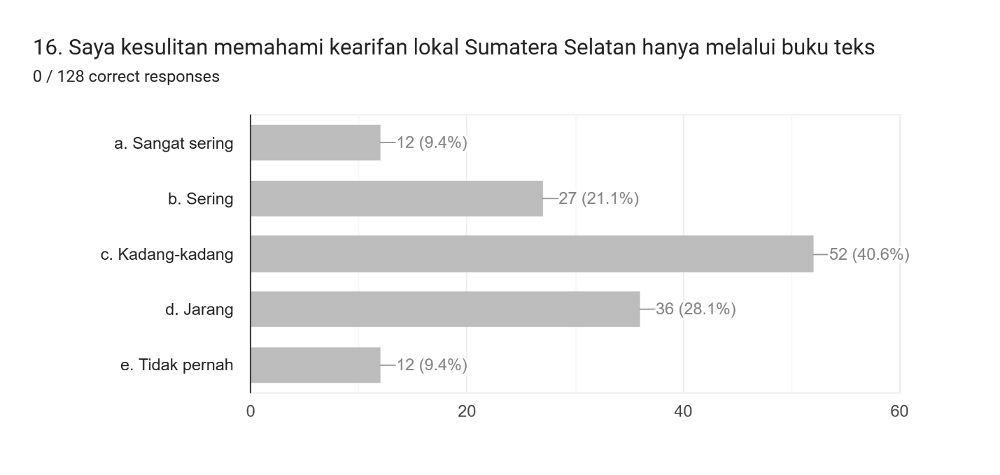 16. Saya kesulitan memahami kearifan lokal Sumatera Selatan hanya melalui buku teks
0 / 128 correct responses
a. Sangat sering 12 (9.4%)
b. Sering 27 (21.1%)
c. Kadang-kadang 52 (40.6%)
d. Jarang 36 (28.1%)
e. Tidak pernah 12 (9.4%)
0 20 40 60